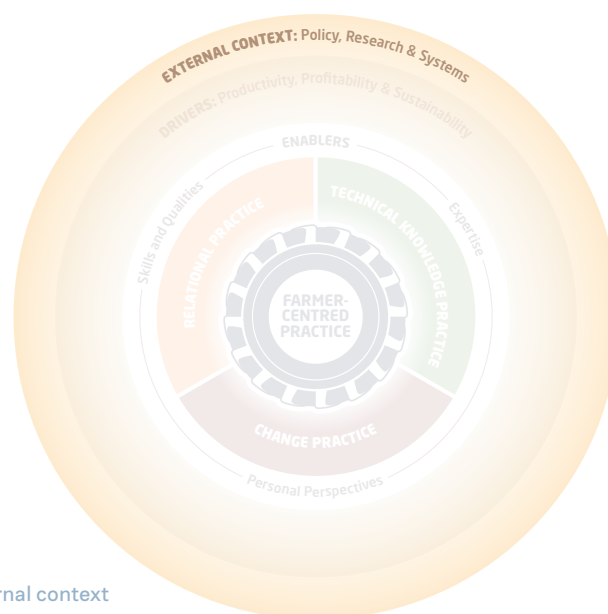 EXTERNAL CONTEXT: Policy, Research & Systems
DRIVERS: Productivity, Profitability & Sustainability
ENABLERS
Skills and Qualities
Expertise
RELATIONAL PRACTICE
TECHNICAL KNOWLEDGE PRACTICE
FARMER-
CENTRED
PRACTICE
CHANGE PRACTICE
Personal Perspectives
rnal context